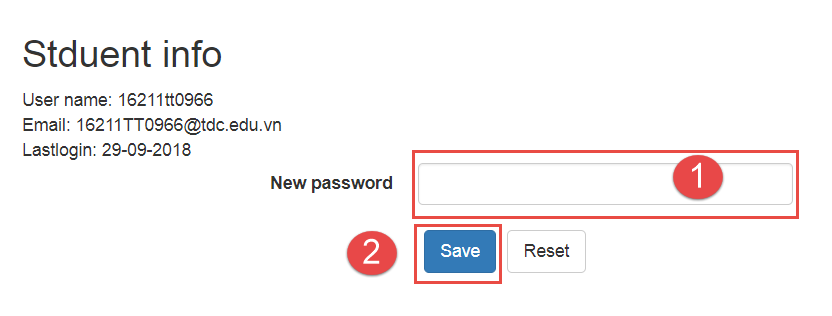 Stduent info
User name: 16211tt0966
Email: 16211TT0966@tdc.edu.vn
Lastlogin: 29-09-2018
New password
1
2
Save Reset